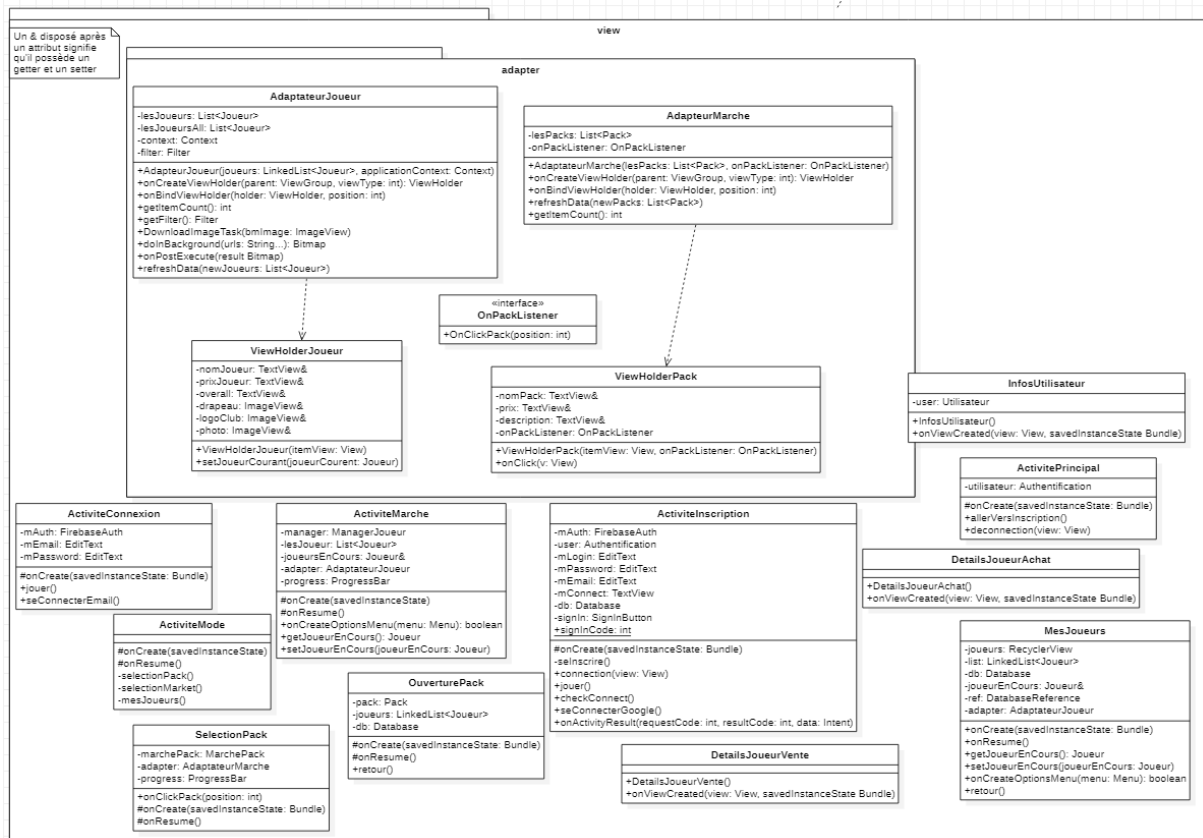 view
Un & disposé après
un attribut signifie
qu'il possède un
getter et un setter
adapter
AdaptateurJoueur
-lesJoueurs: List<Joueur>
-lesJoueursAll: List<Joueur>
-context: Context
-filter: Filter
+AdapteurJoueur(joueurs: LinkedList<Joueur>, applicationContext: Context)
+onCreateViewHolder(parent: ViewGroup, viewType: int): ViewHolder
+onBindViewHolder(holder: ViewHolder, position: int)
+getItemCount(): int
+getFilter(): Filter
+DownloadImageTask(bmImage: ImageView)
+doInBackground(urls: String...): Bitmap
+onPostExecute(result Bitmap)
+refreshData(newJoueurs: List<Joueur>)
AdapteurMarche
-lesPacks: List<Pack>
-onPackListener: OnPackListener
+AdaptateurMarche(lesPacks: List<Pack>, onPackListener: OnPackListener)
+onCreateViewHolder(parent: ViewGroup, viewType: int): ViewHolder
+onBindViewHolder(holder: ViewHolder, position: int)
+refreshData(newPacks: List<Pack>)
+getItemCount(): int
«interface»
OnPackListener
+OnClickPack(position: int)
ViewHolderJoueur
-nomJoueur: TextView&
-prixJoueur: TextView&
-overall: TextView&
-drapeau: ImageView&
-logoClub: ImageView&
-photo: ImageView&
+ViewHolderJoueur(itemView: View)
+setJoueurCourant(joueurCourent: Joueur)
ViewHolderPack
-nomPack: TextView&
-prix: TextView&
-description: TextView&
-onPackListener: OnPackListener
+ViewHolderPack(itemView: View, onPackListener: OnPackListener)
+onClick(v: View)
InfosUtilisateur
-user: Utilisateur
+InfosUtilisateur()
+onViewCreated(view: View, savedInstanceState Bundle)
ActivitePrincipal
-utilisateur: Authentification
#onCreate(savedInstanceState: Bundle)
+allerVersInscription()
+deconnection(view: View)
ActiviteConnexion
-mAuth: FirebaseAuth
-mEmail: EditText
-mPassword: EditText
#onCreate(savedInstanceState: Bundle)
+jouer()
+seConnecterEmail()
ActiviteMarche
-manager: ManagerJoueur
-lesJoueur: List<Joueur>
-joueursEnCours: Joueur&
-adapter: AdaptateurJoueur
-progress: ProgressBar
#onCreate(savedInstanceState)
#onResume()
+onCreateOptionsMenu(menu: Menu): boolean
+getJoueurEnCours(): Joueur
+setJoueurEnCours(joueurEnCours: Joueur)
ActiviteInscription
-mAuth: FirebaseAuth
-user: Authentification
-mLogin: EditText
-mPassword: EditText
-mEmail: EditText
-mConnect: TextView
-db: Database
-signIn: SignInButton
+signInCode: int
#onCreate(savedInstanceState: Bundle)
-seInscrire()
+connection(view: View)
+jouer()
+checkConnect()
+seConnecterGoogle()
+onActivityResult(requestCode: int, resultCode: int, data: Intent)
DetailsJoueurAchat
+DetailsJoueurAchat()
+onViewCreated(view: View, savedInstanceState Bundle)
ActiviteMode
#onCreate(savedInstanceState)
#onResume()
-selectionPack()
-selectionMarket()
-mesJoueurs()
MesJoueurs
-joueurs: RecyclerView
-list: LinkedList<Joueur>
-db: Database
-joueurEnCours: Joueur&
-ref: DatabaseReference
-adapter: AdaptateurJoueur
+onCreate(savedInstanceState: Bundle)
+onResume()
+getJoueurEnCours(): Joueur
+setJoueurEnCours(joueurEnCours: Joueur)
+onCreateOptionsMenu(menu: Menu): boolean
+retour()
OuverturePack
-pack: Pack
-joueurs: LinkedList<Joueur>
-db: Database
#onCreate(savedInstanceState: Bundle)
#onResume()
+retour()
SelectionPack
-marchePack: MarchePack
-adapter: AdaptateurMarche
-progress: ProgressBar
+onClickPack(position: int)
#onCreate(savedInstanceState: Bundle)
#onResume()
DetailsJoueurVente
+DetailsJoueurVente()
+onViewCreated(view: View, savedInstanceState Bundle)